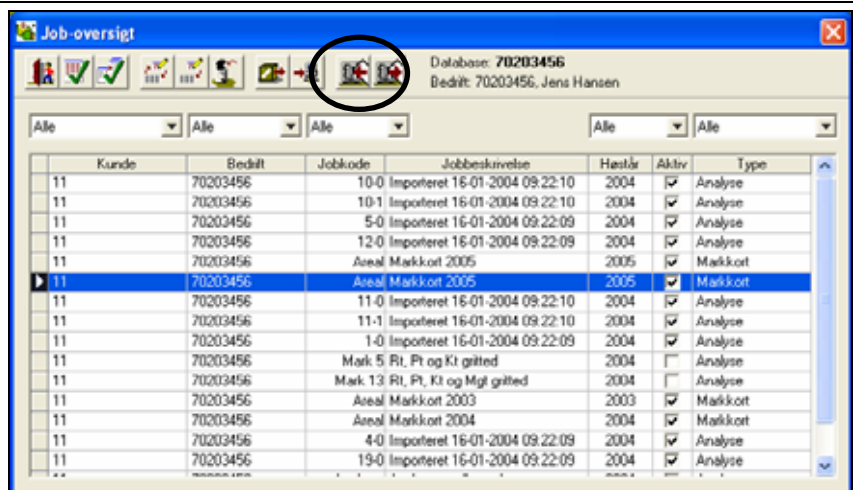 Job-oversigt
Database: 70203456
Bedrift: 70203456, Jens Hansen
Alle Alle Alle Alle Alle
Kunde Bedrift Jobkode Jobbeskrivelse Høstår Aktiv Type
11 70203456 10-0 Importeret 16-01-2004 09:22:10 2004 Analyse
11 70203456 10-1 Importeret 16-01-2004 09:22:10 2004 Analyse
11 70203456 5-0 Importeret 16-01-2004 09:22:09 2004 Analyse
11 70203456 12-0 Importeret 16-01-2004 09:22:09 2004 Analyse
11 70203456 Areal Markkort 2005 2005 Markkort
11 70203456 Areal Markkort 2005 2005 Markkort
11 70203456 11-0 Importeret 16-01-2004 09:22:10 2004 Analyse
11 70203456 11-1 Importeret 16-01-2004 09:22:10 2004 Analyse
11 70203456 1-0 Importeret 16-01-2004 09:22:09 2004 Analyse
11 70203456 Mark 5 Rt, Pt og Kt gritted 2004 Analyse
11 70203456 Mark 13 Rt, Pt, Kt og Mgt gritted 2004 Analyse
11 70203456 Areal Markkort 2003 2003 Markkort
11 70203456 Areal Markkort 2004 2004 Markkort
11 70203456 4-0 Importeret 16-01-2004 09:22:09 2004 Analyse
11 70203456 19-0 Importeret 16-01-2004 09:22:09 2004 Analyse